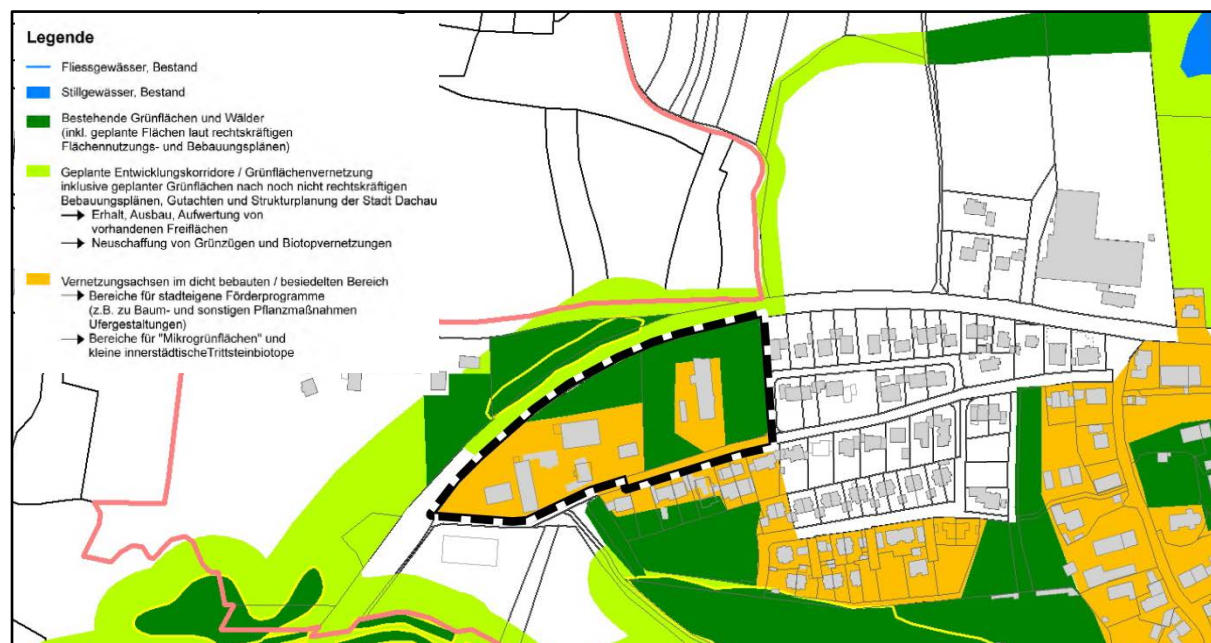 Legende
Fliessgewässer, Bestand
Stillgewässer, Bestand
Bestehende Grünflächen und Wälder
(inkl. geplante Flächen laut rechtskräftigen
Flächennutzungs- und Bebauungsplänen)
Geplante Entwicklungskorridore / Grünflächenvernetzung
inklusive geplanter Grünflächen nach noch nicht rechtskräftigen
Bebauungsplänen, Gutachten und Strukturplanung der Stadt Dachau
Erhalt, Ausbau, Aufwertung von
vorhandenen Freiflächen
Neuschaffung von Grünzügen und Biotopvernetzungen
Vernetzungsachsen im dicht bebauten / besiedelten Bereich
Bereiche für stadteigene Förderprogramme
(z.B. zu Baum- und sonstigen Pflanzmaßnahmen
Ufergestaltungen)
Bereiche für "Mikrogrünflächen" und
kleine innerstädtischeTrittsteinbiotope